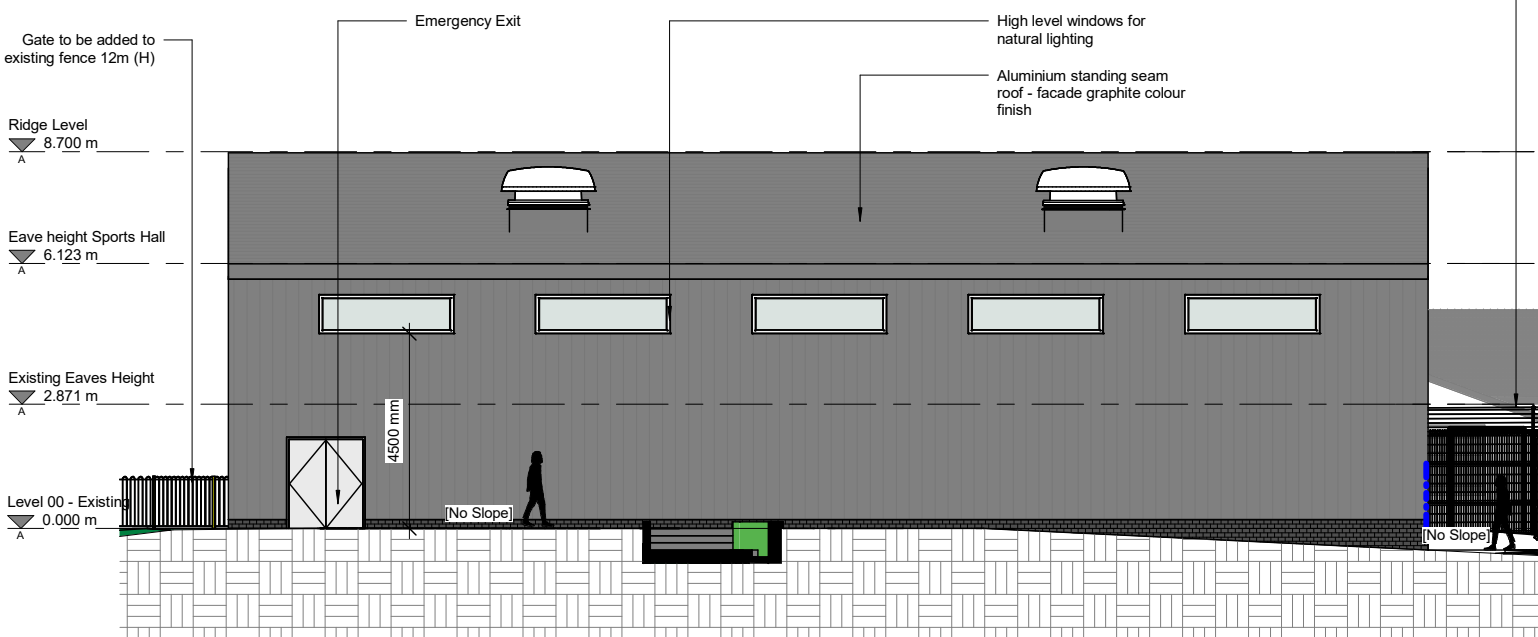 Emergency Exit
High level windows for
natural lighting
Gate to be added to
existing fence 12m (H)
Aluminium standing seam
roof - facade graphite colour
finish
Ridge Level
8.700 m
A
Eave height Sports Hall
6.123 m
A
Existing Eaves Height
2.871 m
A
4500 mm
Level 00 - Existing
0.000 m
A
[No Slope]
[No Slope]